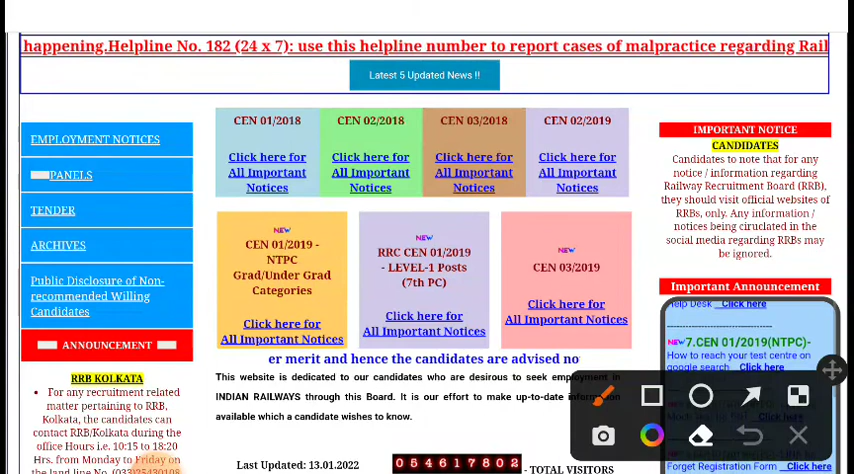 happening.Helpline No. 182 (24 x 7): use this helpline number to report cases of malpractice regarding Rail
Latest 5 Updated News !!
EMPLOYMENT NOTICES
PANELS
TENDER
ARCHIVES
Public Disclosure of Non-
recommended Willing
Candidates
ANNOUNCEMENT
RRB KOLKATA
• For any recruitment related
matter pertaining to RRB,
Kolkata, the candidates can
contact RRB/Kolkata during the
office Hours i.e. 10:15 to 18:20
Hrs. from Monday to Friday on
the land line No. (033)25430108
CEN 01/2018
Click here for
All Important
Notices
CEN 02/2018
Click here for
All Important
Notices
CEN 03/2018
Click here for
All Important
Notices
CEN 02/2019
Click here for
All Important
Notices
NEW
CEN 01/2019 -
NTPC
Grad/Under Grad
Categories
Click here for
All Important Notices
NEW
RRC CEN 01/2019
- LEVEL-1 Posts
(7th PC)
Click here for
All Important Notices
NEW
CEN 03/2019
Click here for
All Important Notices
er merit and hence the candidates are advised no
This website is dedicated to our candidates who are desirous to seek employment in
INDIAN RAILWAYS through this Board. It is our effort to make up-to-date information
available which a candidate wishes to know.
Last Updated: 13.01.2022
054617802 - TOTAL VISITORS
IMPORTANT NOTICE
CANDIDATES
Candidates to note that for any
notice / information regarding
Railway Recruitment Board (RRB),
they should visit official websites of
RRBs, only. Any information /
notices being ciruclated in the
social media regarding RRBs may
be ignored.
Important Announcement
Help Desk Click here
------------------------------
NEW 7.CEN 01/2019(NTPC)-
How to reach your test centre on
google search Click here
Click here
Forget Registration Form Click here